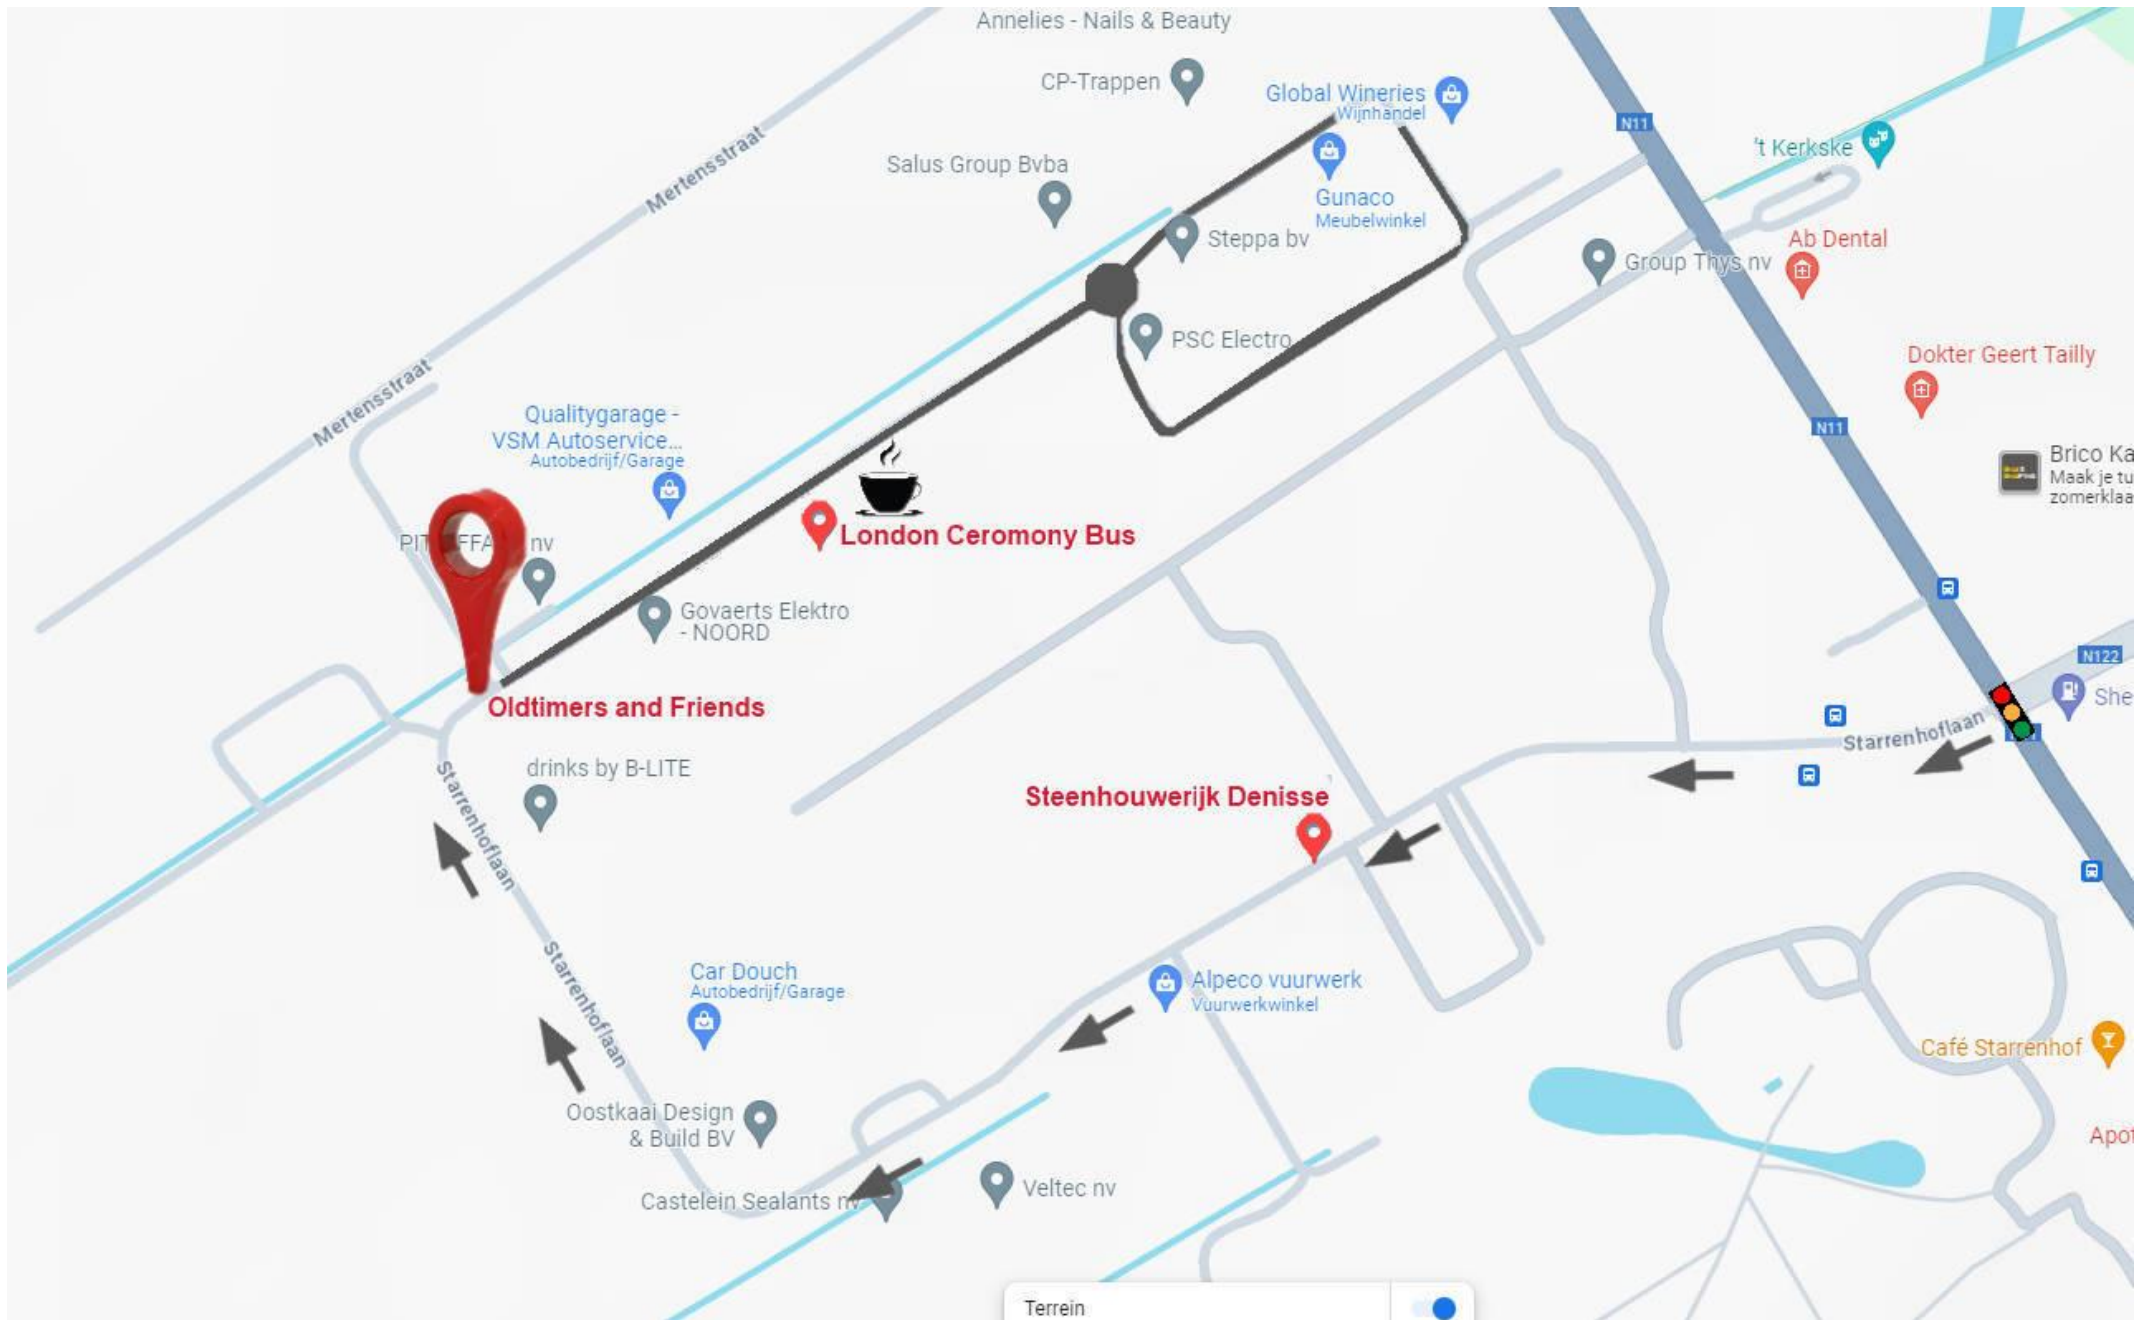 Annelies - Nails & Beauty
CP-Trappen
Global Wineries
Wijnhandel
N11
't Kerkske
Mertensstraat
Salus Group Bvba
Gunaco
Meubelwinkel
Steppa bv
Ab Dental
Group Thys nv
PSC Electro
Dokter Geert Tailly
Mertensstraat
Qualitygarage -
VSM Autoservice...
Autobedrijf/Garage
N11
Brico Ka
Maak je tu
zomerklaa
London Ceromony Bus
nv
Govaerts Elektro
- NOORD
N122
She
Oldtimers and Friends
Starrenhoflaan
drinks by B-LITE
Steenhouwerijk Denisse
Starrenhoflaan
Car Douch
Autobedrijf/Garage
Alpeco vuurwerk
Vuurwerkwinkel
Starrenhoflaan
Café Starrenhof
Oostkaai Design
& Build BV
Apot
Castelein Sealants nv
Veltec nv
Terrein